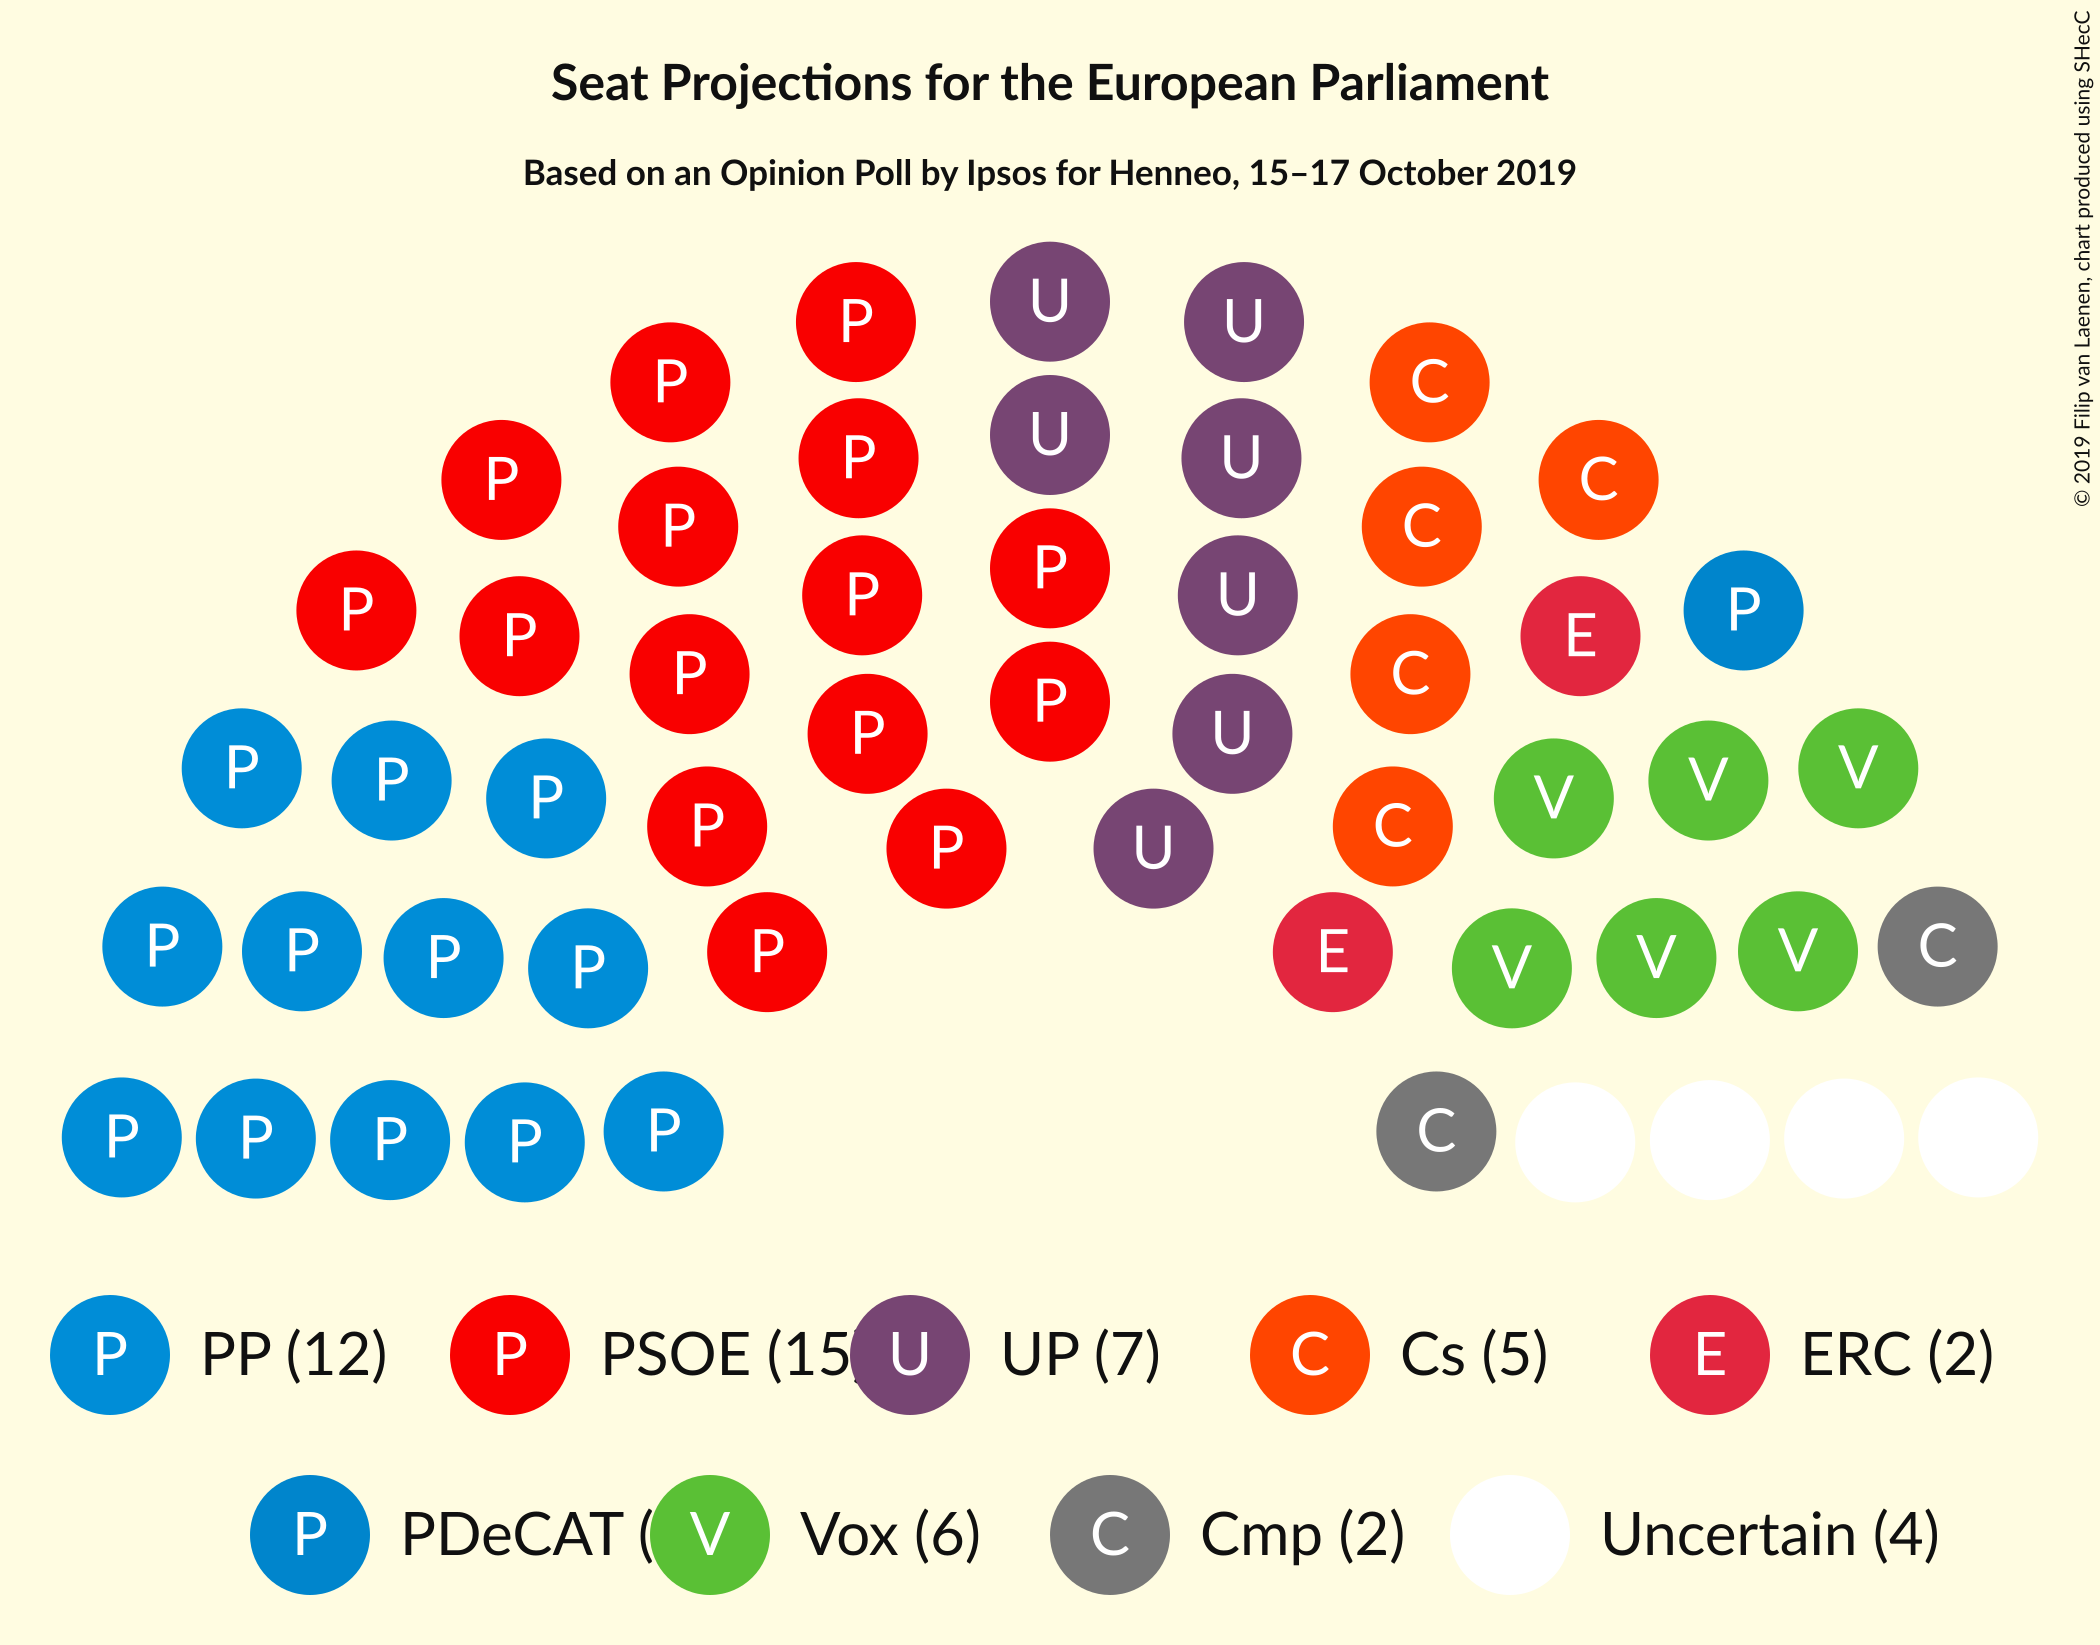 Seat Projections for the European Parliament
Based on an Opinion Poll by Ipsos for Henneo, 15–17 October 2019
© 2019 Filip van Laenen, chart produced using SHecC
U
P U
P C
U
P U
P C
P C
P
P U
P P
P E
P C
P
P U
P P P V V V
P C
P U
P P P P P E V V V C
P P P P P C
P PP (12) P PSOE (15 U UP (7) C Cs (5) E ERC (2)
P PDeCAT ( V Vox (6) C Cmp (2) Uncertain (4)